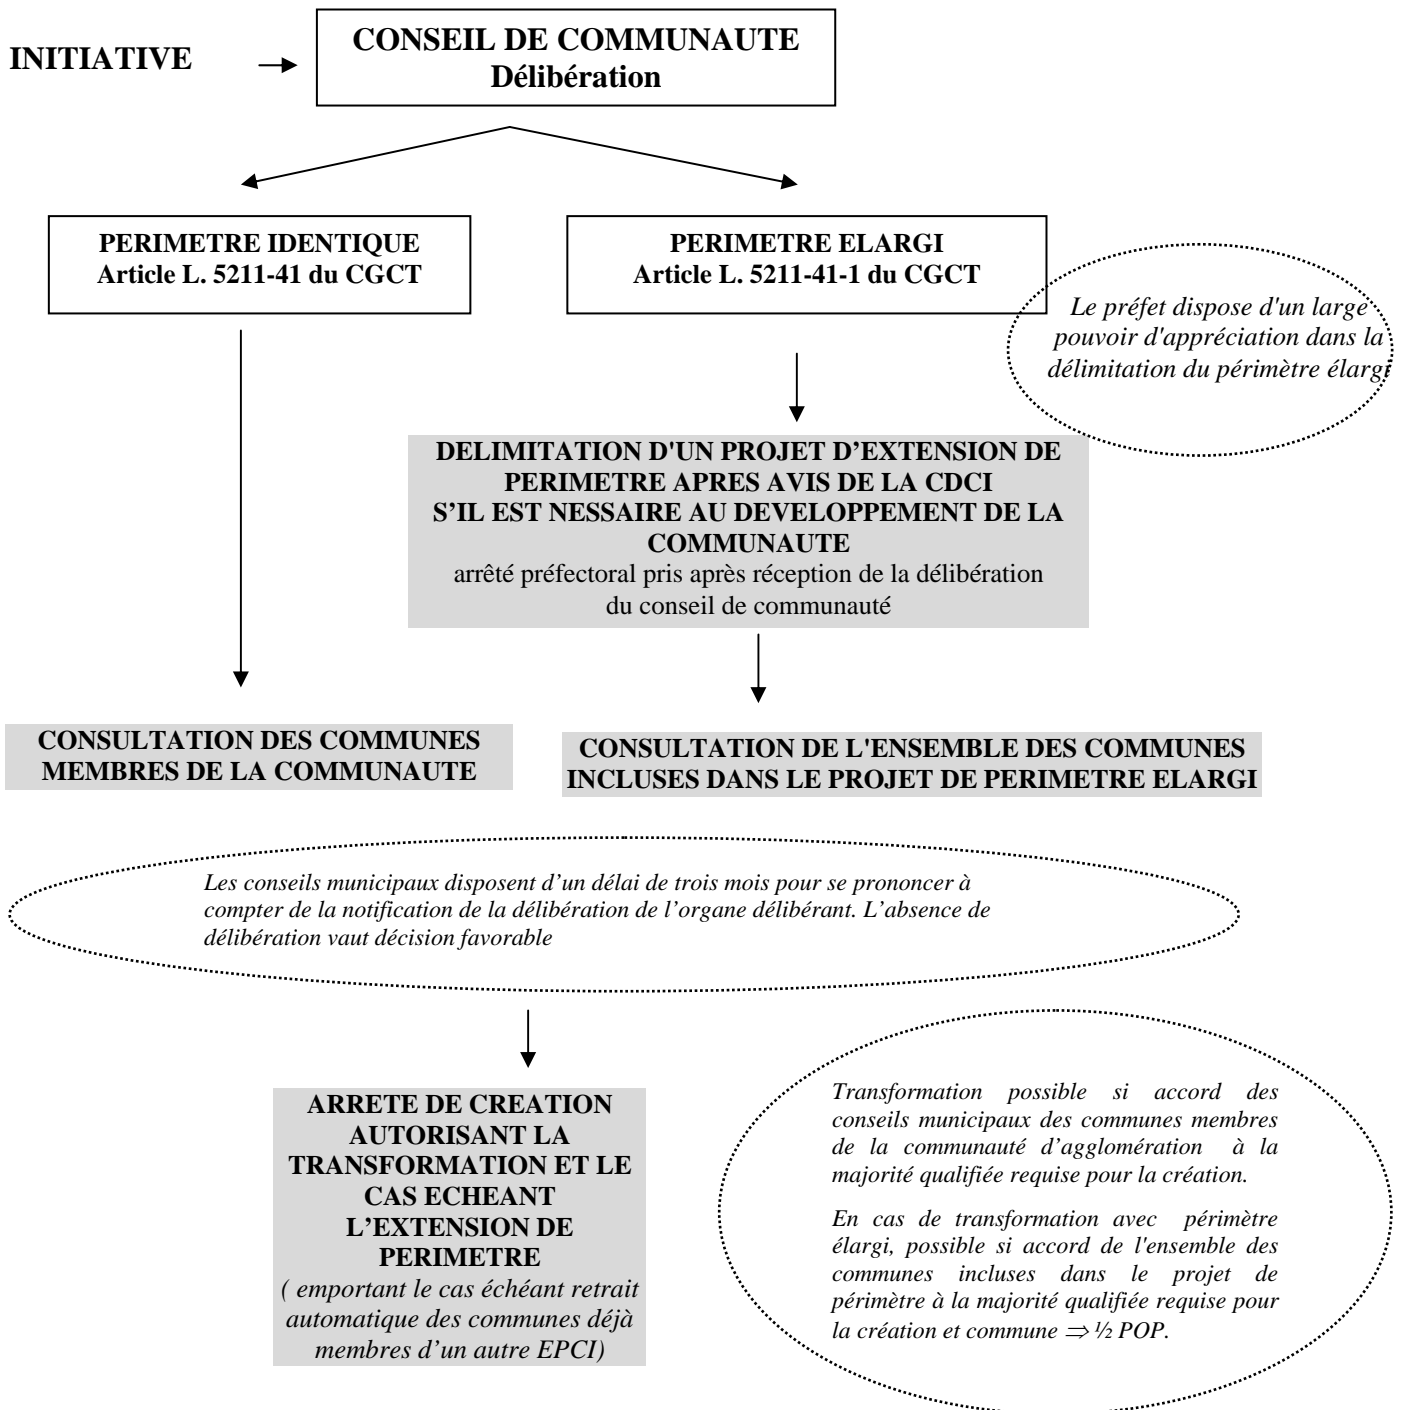 INITIATIVE
CONSEIL DE COMMUNAUTE
Délibération
PERIMETRE IDENTIQUE
Article L. 5211-41 du CGCT
PERIMETRE ELARGI
Article L. 5211-41-1 du CGCT
Le préfet dispose d'un large
pouvoir d'appréciation dans la
délimitation du périmètre élargi
DELIMITATION D'UN PROJET D’EXTENSION DE
PERIMETRE APRES AVIS DE LA CDCI
S’IL EST NESSAIRE AU DEVELOPPEMENT DE LA
COMMUNAUTE
arrêté préfectoral pris après réception de la délibération
du conseil de communauté
CONSULTATION DES COMMUNES
MEMBRES DE LA COMMUNAUTE
CONSULTATION DE L'ENSEMBLE DES COMMUNES
INCLUSES DANS LE PROJET DE PERIMETRE ELARGI
Les conseils municipaux disposent d’un délai de trois mois pour se prononcer à
compter de la notification de la délibération de l’organe délibérant. L’absence de
délibération vaut décision favorable
ARRETE DE CREATION
AUTORISANT LA
TRANSFORMATION ET LE
CAS ECHEANT
L’EXTENSION DE
PERIMETRE
( emportant le cas échéant retrait
automatique des communes déjà
membres d’un autre EPCI)
Transformation possible si accord des
conseils municipaux des communes membres
de la communauté d’agglomération à la
majorité qualifiée requise pour la création.
En cas de transformation avec périmètre
élargi, possible si accord de l'ensemble des
communes incluses dans le projet de
périmètre à la majorité qualifiée requise pour
la création et commune ⇒ ½ POP.